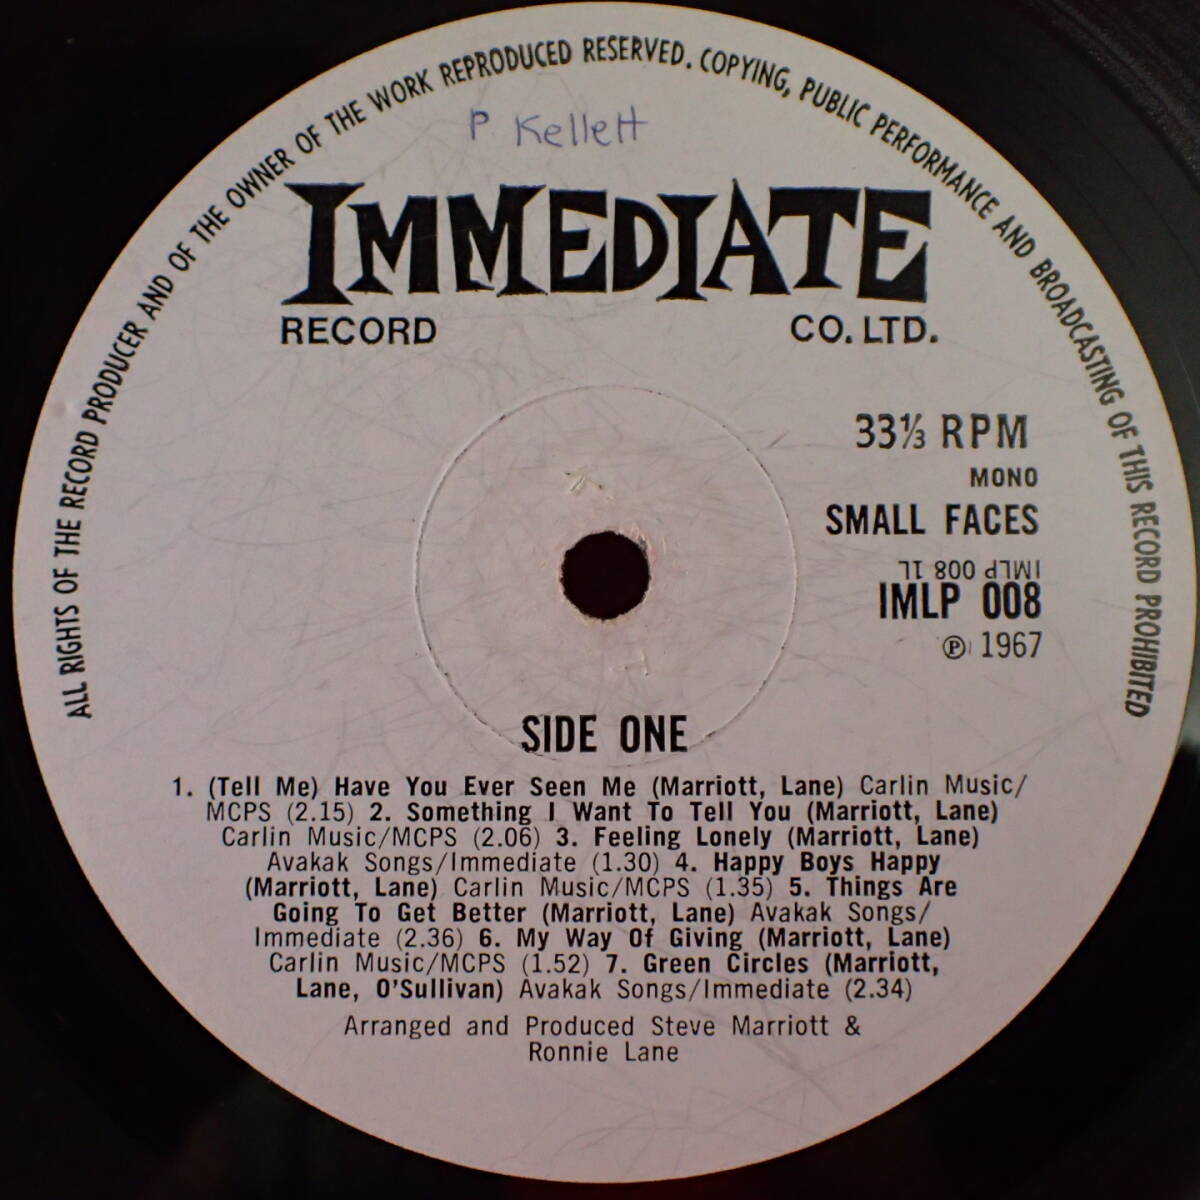 ALL RIGHTS OF THE RECORD PRODUCER AND OF THE OWNER OF THE WORK REPRODUCED RESERVED. COPYING, PUBLIC PERFORMANCE AND BROADCASTING OF THIS RECORD PROHIBITED
P Kellett
IMMEDIATE
RECORD CO. LTD.
33⅓ RPM
MONO
SMALL FACES
IMLP 008 1L
IMLP 008
℗ 1967
SIDE ONE
1. (Tell Me) Have You Ever Seen Me (Marriott, Lane) Carlin Music/
MCPS (2.15) 2. Something I Want To Tell You (Marriott, Lane)
Carlin Music/MCPS (2.06) 3. Feeling Lonely (Marriott, Lane)
Avakak Songs/Immediate (1.30) 4. Happy Boys Happy
(Marriott, Lane) Carlin Music/MCPS (1.35) 5. Things Are
Going To Get Better (Marriott, Lane) Avakak Songs/
Immediate (2.36) 6. My Way Of Giving (Marriott, Lane)
Carlin Music/MCPS (1.52) 7. Green Circles (Marriott,
Lane, O'Sullivan) Avakak Songs/Immediate (2.34)
Arranged and Produced Steve Marriott &
Ronnie Lane